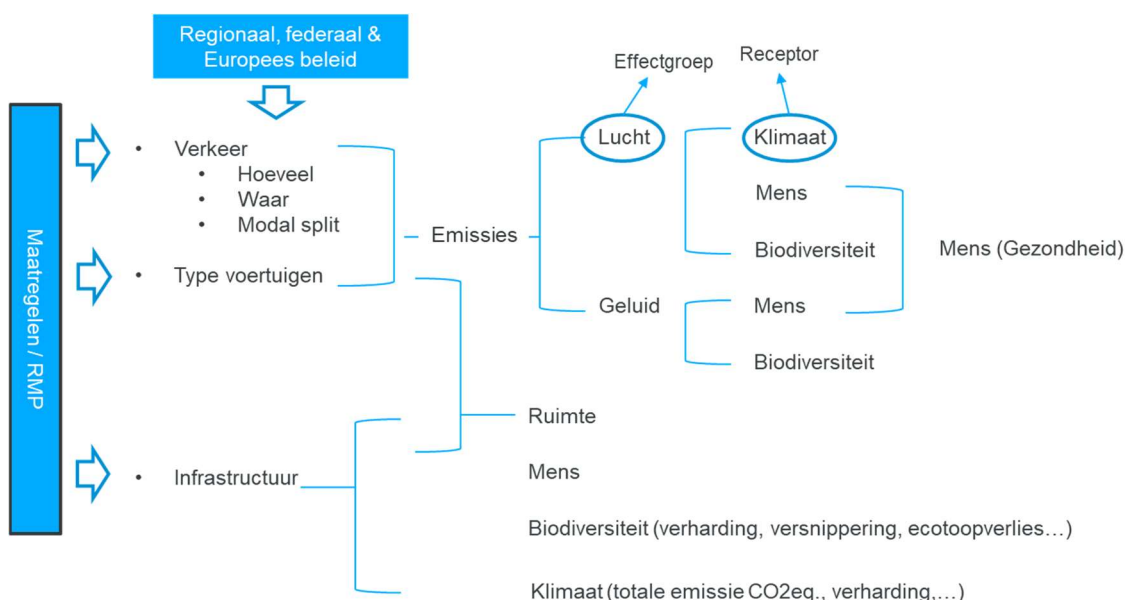 Regionaal, federaal &
Europees beleid
Effectgroep
Receptor
Maatregelen / RMP
• Verkeer
• Hoeveel
• Waar
• Modal split
• Type voertuigen
Emissies
Lucht
Klimaat
Mens
Biodiversiteit
Mens (Gezondheid)
Geluid
Mens
Biodiversiteit
Ruimte
• Infrastructuur
Mens
Biodiversiteit (verharding, versnippering, ecotoopverlies…)
Klimaat (totale emissie CO2eq., verharding,…)